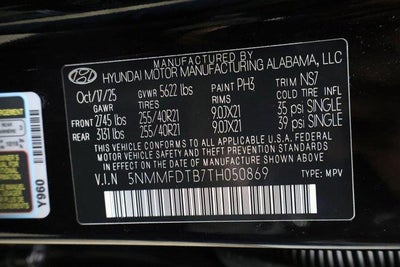 MANUFACTURED BY
HYUNDAI MOTOR MANUFACTURING ALABAMA, LLC
Oct/17/25 GVWR 5622 lbs PAINT PH3 TRIM NS7
GAWR TIRES RIMS COLD TIRE INFL
FRONT 2745 lbs 255/40R21 9.0JX21 35 psi SINGLE
REAR 3131 lbs 255/40R21 9.0JX21 39 psi SINGLE
THIS VEHICLE CONFORMS TO ALL APPLICABLE U.S.A. FEDERAL
MOTOR VEHICLE SAFETY AND THEFT PREVENTION STANDARDS
IN EFFECT ON THE DATE OF MANUFACTURE SHOWN ABOVE.
V.I.N 5NMMFDTB7TH050869 TYPE: MPV
Y960